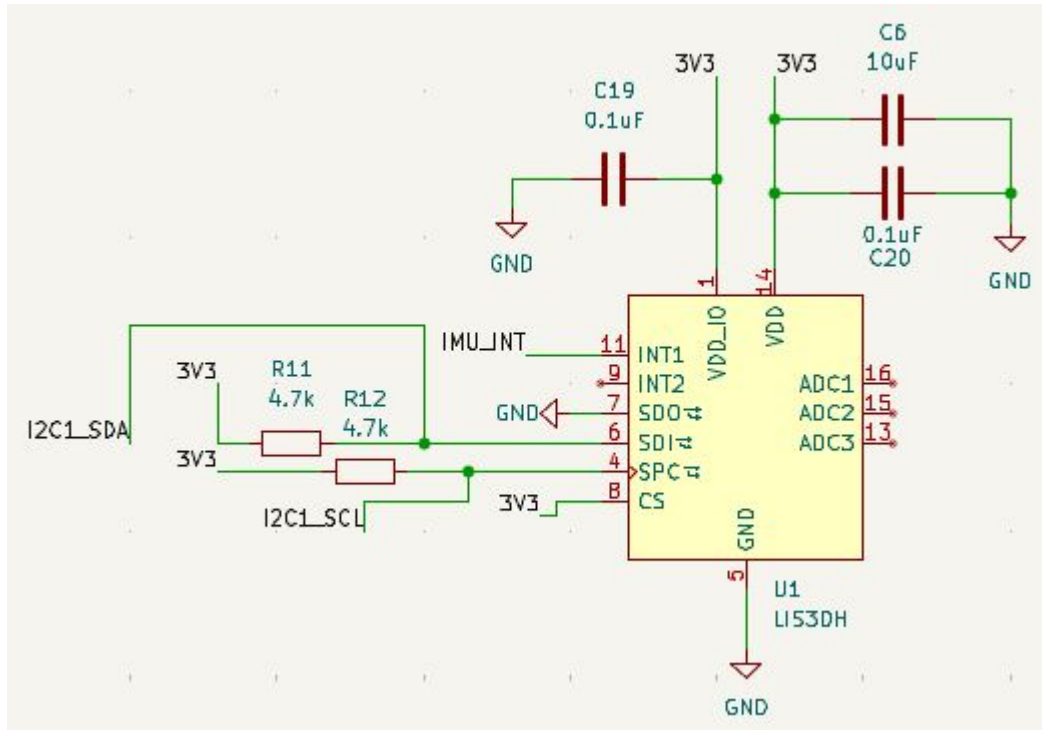 C6
10uF
3V3
3V3
C19
0.1uF
0.1uF
C20
GND
GND
1
14
VDD_IO
VDD
IMU_INT
11
INT1
9
INT2
GND
7
SDO
6
SDI
4
SPC
8
CS
16
ADC1
15
ADC2
13
ADC3
3V3
R11
4.7k
R12
4.7k
I2C1_SDA
3V3
3V3
I2C1_SCL
GND
5
U1
LI53DH
GND